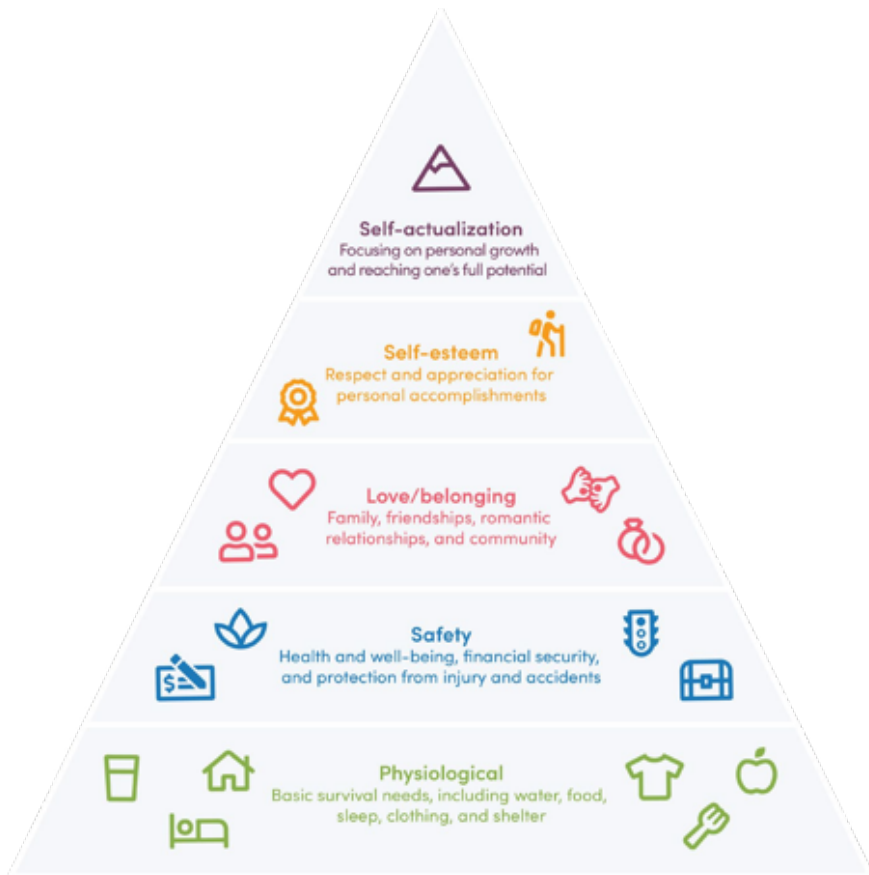 Self-actualization
Focusing on personal growth
and reaching one's full potential
Self-esteem
Respect and appreciation for
personal accomplishments
Love/belonging
Family, friendships, romantic
relationships, and community
Safety
Health and well-being, financial security,
and protection from injury and accidents
$
Physiological
Basic survival needs, including water, food,
sleep, clothing, and shelter